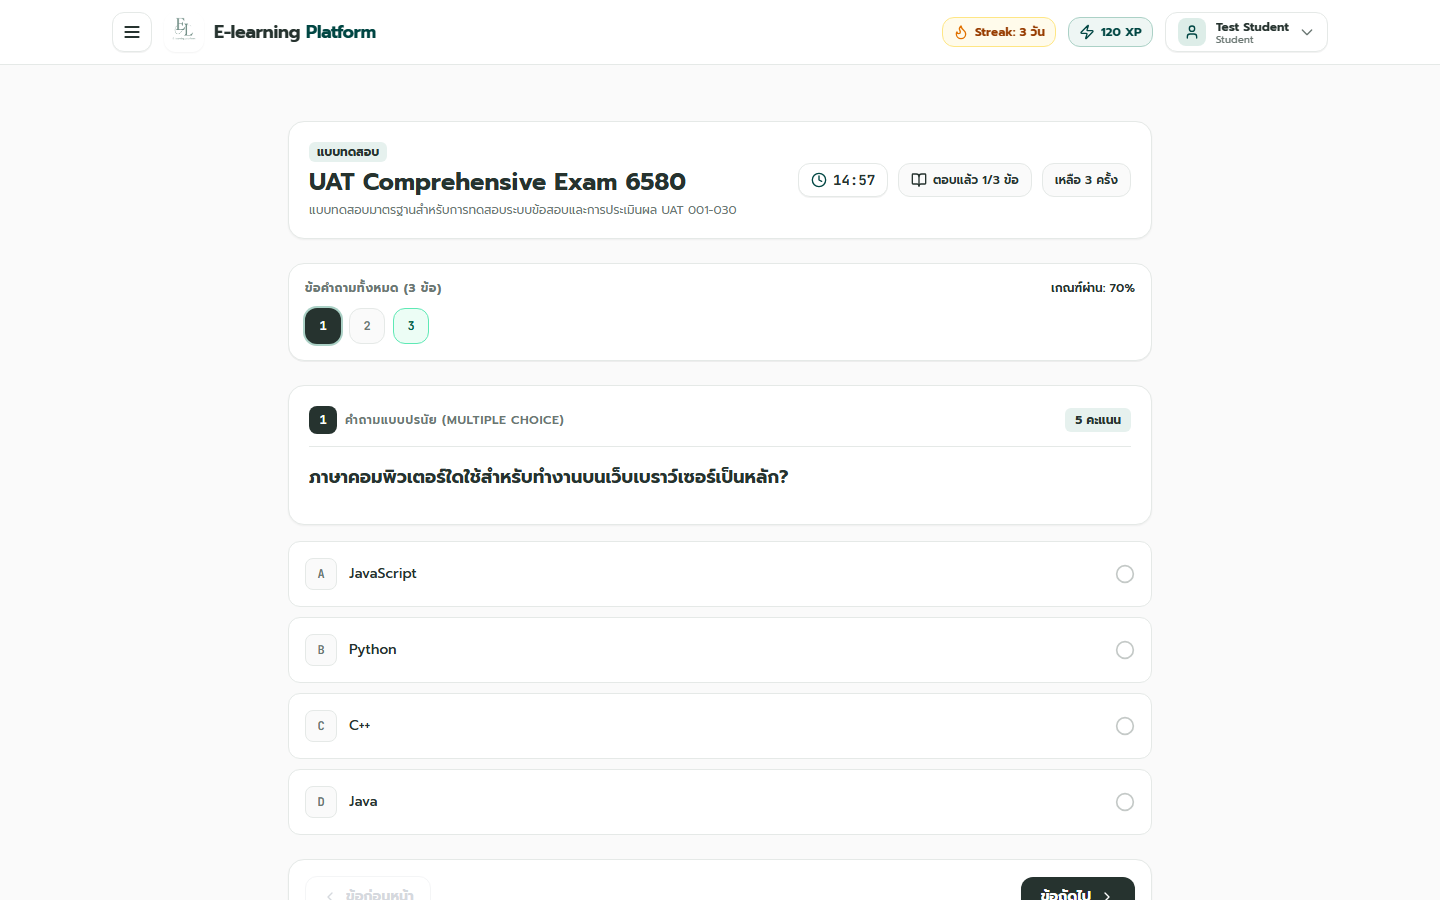 EL
E-learning Platform
Streak: 3 วัน
120 XP
Test Student
Student
แบบทดสอบ
UAT Comprehensive Exam 6580
แบบทดสอบมาตรฐานสำหรับการทดสอบระบบข้อสอบและการประเมินผล UAT 001-030
14:57
ตอบแล้ว 1/3 ข้อ
เหลือ 3 ครั้ง
ข้อคำถามทั้งหมด (3 ข้อ)
เกณฑ์ผ่าน: 70%
1 2 3
1 คำถามแบบปรนัย (MULTIPLE CHOICE)
5 คะแนน
ภาษาคอมพิวเตอร์ใดใช้สำหรับทำงานบนเว็บเบราว์เซอร์เป็นหลัก?
A JavaScript
B Python
C C++
D Java
ข้อก่อนหน้า
ข้อถัดไป